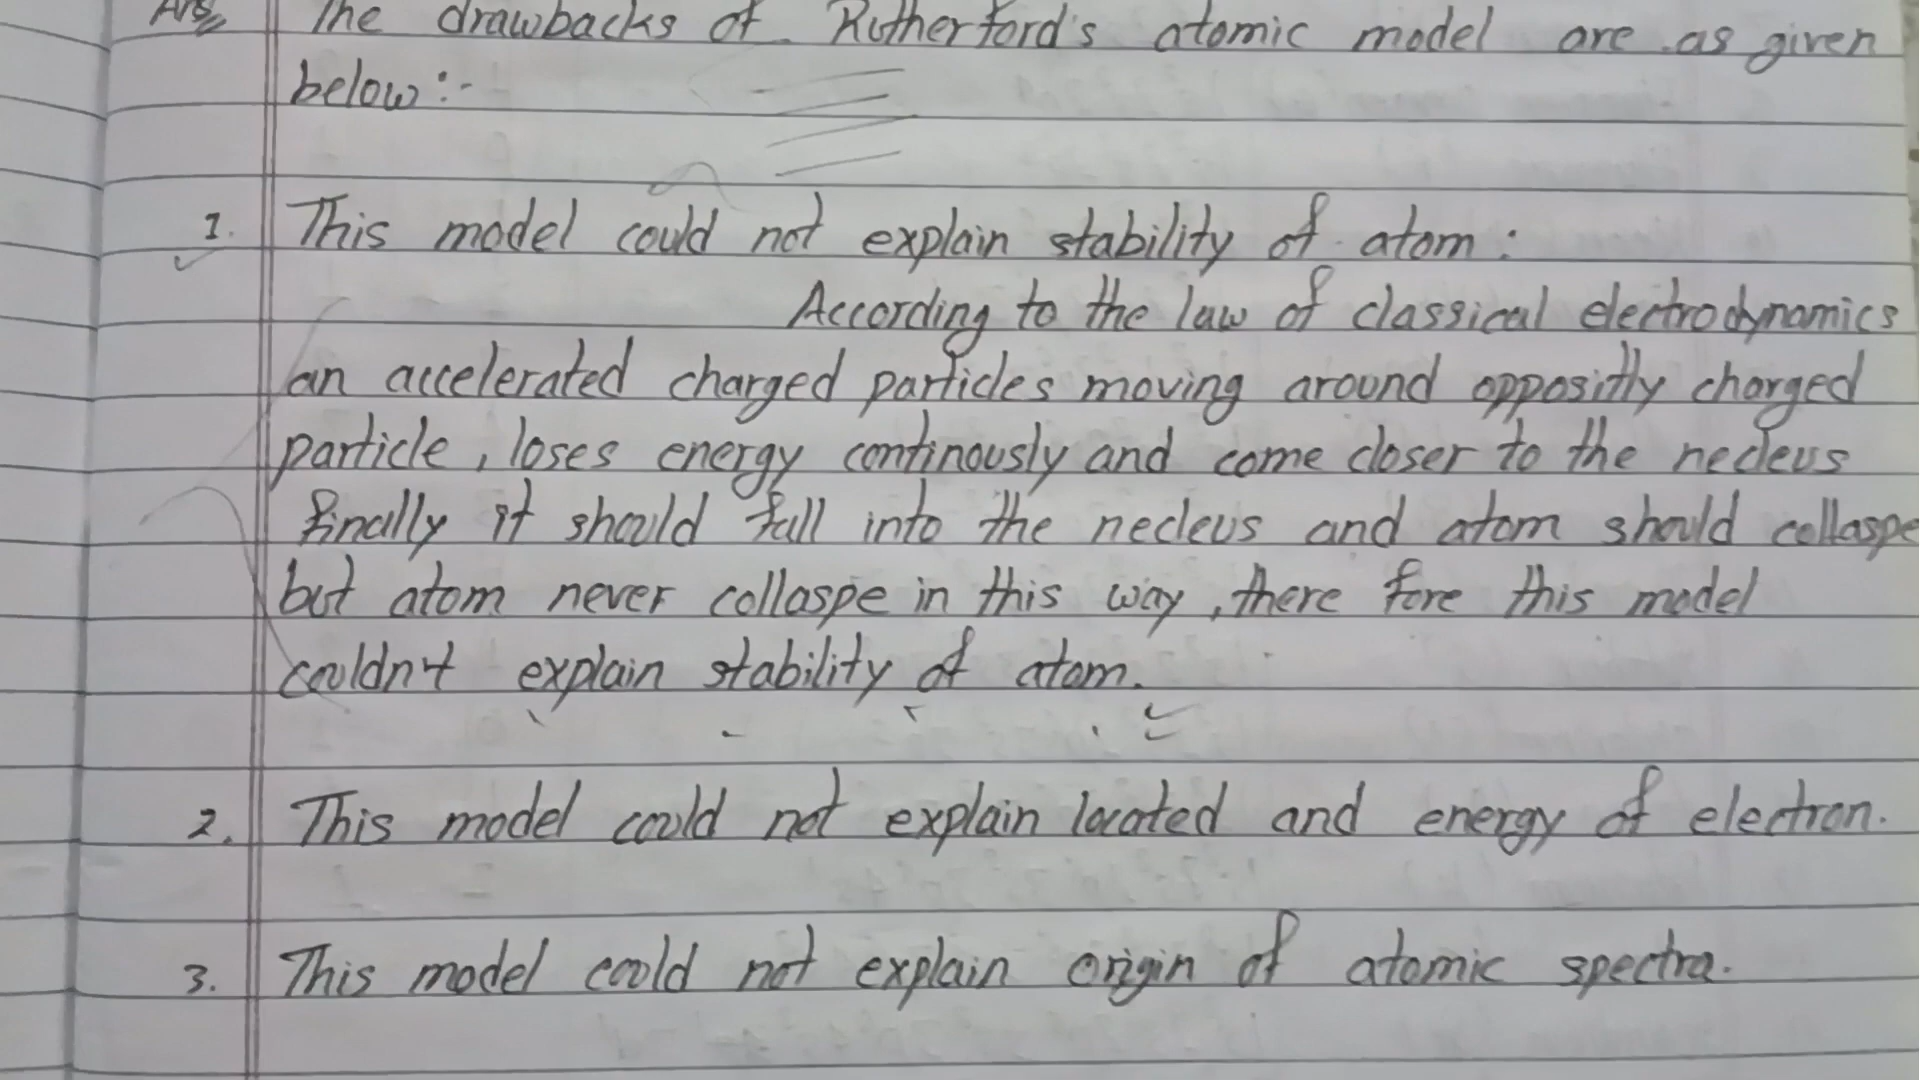 Ans The drawbacks of Rutherford's atomic model are as given
below:-
1. This model could not explain stability of atom:
According to the law of classical electrodynamics
an accelerated charged particles moving around oppositly charged
particle, loses energy continously and come closer to the necleus
finally it should fall into the necleus and atom should collaspe
but atom never collaspe in this way, there fore this model
couldn't explain stability of atom.
2. This model could not explain located and energy of electron.
3. This model could not explain origin of atomic spectra.